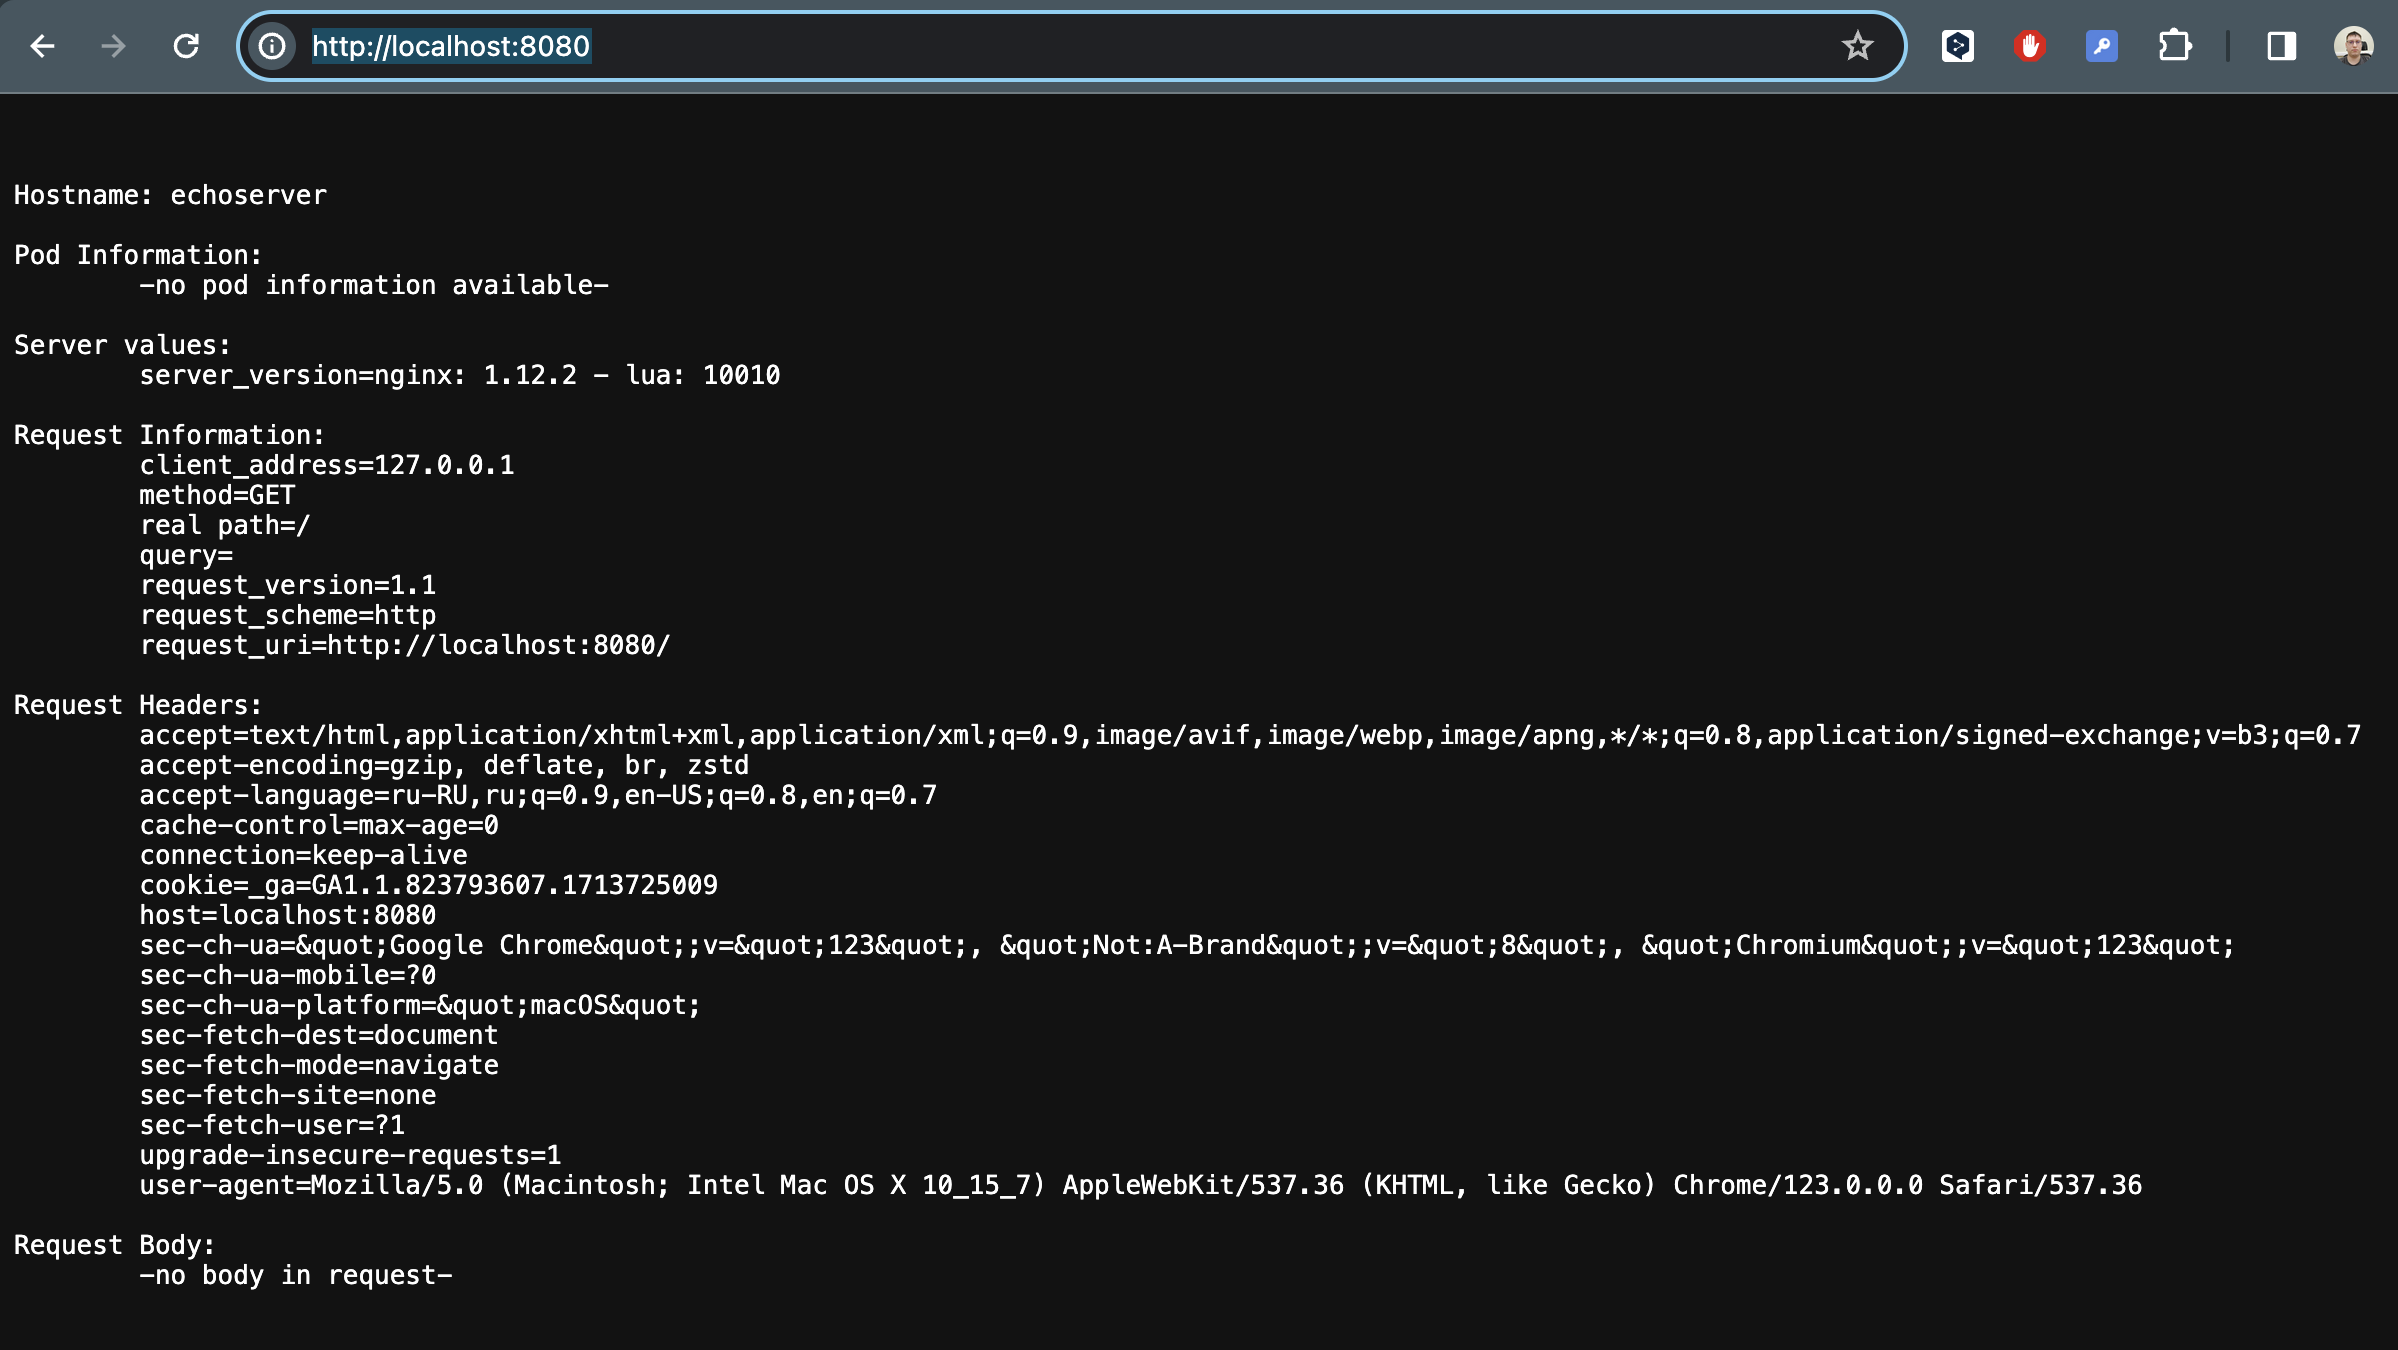 http://localhost:8080
Hostname: echoserver
Pod Information:
-no pod information available-
Server values:
server_version=nginx: 1.12.2 - lua: 10010
Request Information:
client_address=127.0.0.1
method=GET
real path=/
query=
request_version=1.1
request_scheme=http
request_uri=http://localhost:8080/
Request Headers:
accept=text/html,application/xhtml+xml,application/xml;q=0.9,image/avif,image/webp,image/apng,*/*;q=0.8,application/signed-exchange;v=b3;q=0.7
accept-encoding=gzip, deflate, br, zstd
accept-language=ru-RU,ru;q=0.9,en-US;q=0.8,en;q=0.7
cache-control=max-age=0
connection=keep-alive
cookie=_ga=GA1.1.823793607.1713725009
host=localhost:8080
sec-ch-ua=&quot;Google Chrome&quot;;v=&quot;123&quot;, &quot;Not:A-Brand&quot;;v=&quot;8&quot;, &quot;Chromium&quot;;v=&quot;123&quot;
sec-ch-ua-mobile=?0
sec-ch-ua-platform=&quot;macOS&quot;
sec-fetch-dest=document
sec-fetch-mode=navigate
sec-fetch-site=none
sec-fetch-user=?1
upgrade-insecure-requests=1
user-agent=Mozilla/5.0 (Macintosh; Intel Mac OS X 10_15_7) AppleWebKit/537.36 (KHTML, like Gecko) Chrome/123.0.0.0 Safari/537.36
Request Body:
-no body in request-